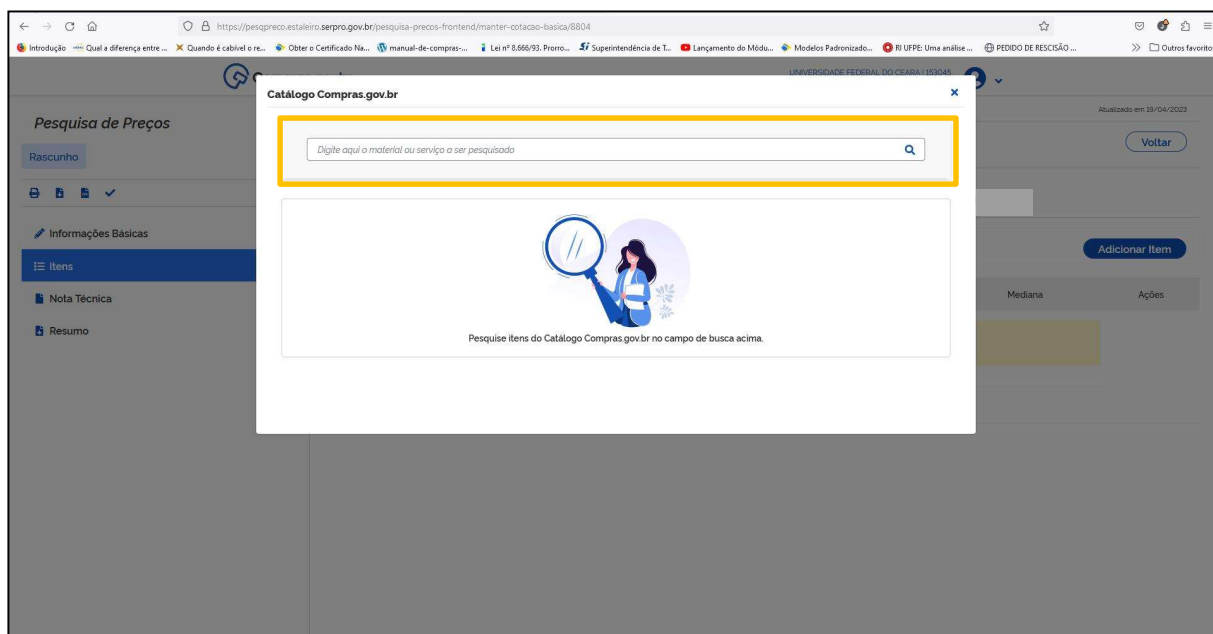 https://pesqpreco.estaleiro.serpro.gov.br/pesquisa-precos-frontend/manter-cotacao-basica/8804
Introdução Qual a diferença entre ... Quando é cabível o re... Obter o Certificado Na... manual-de-compras-... Lei nº 8.666/93. Prorro... Superintendência de T... Lançamento do Módu... Modelos Padronizado... RI UFPE: Uma análise ... PEDIDO DE RESCISÃO ... Outros favorito
UNIVERSIDADE FEDERAL DO CEARA | 153045
Catálogo Compras.gov.br
Atualizado em 19/04/2023
Pesquisa de Preços
Voltar
Digite aqui o material ou serviço a ser pesquisado
Rascunho
Informações Básicas
Adicionar Item
Itens
Nota Técnica
Mediana Ações
Resumo
Pesquise itens do Catálogo Compras.gov.br no campo de busca acima.